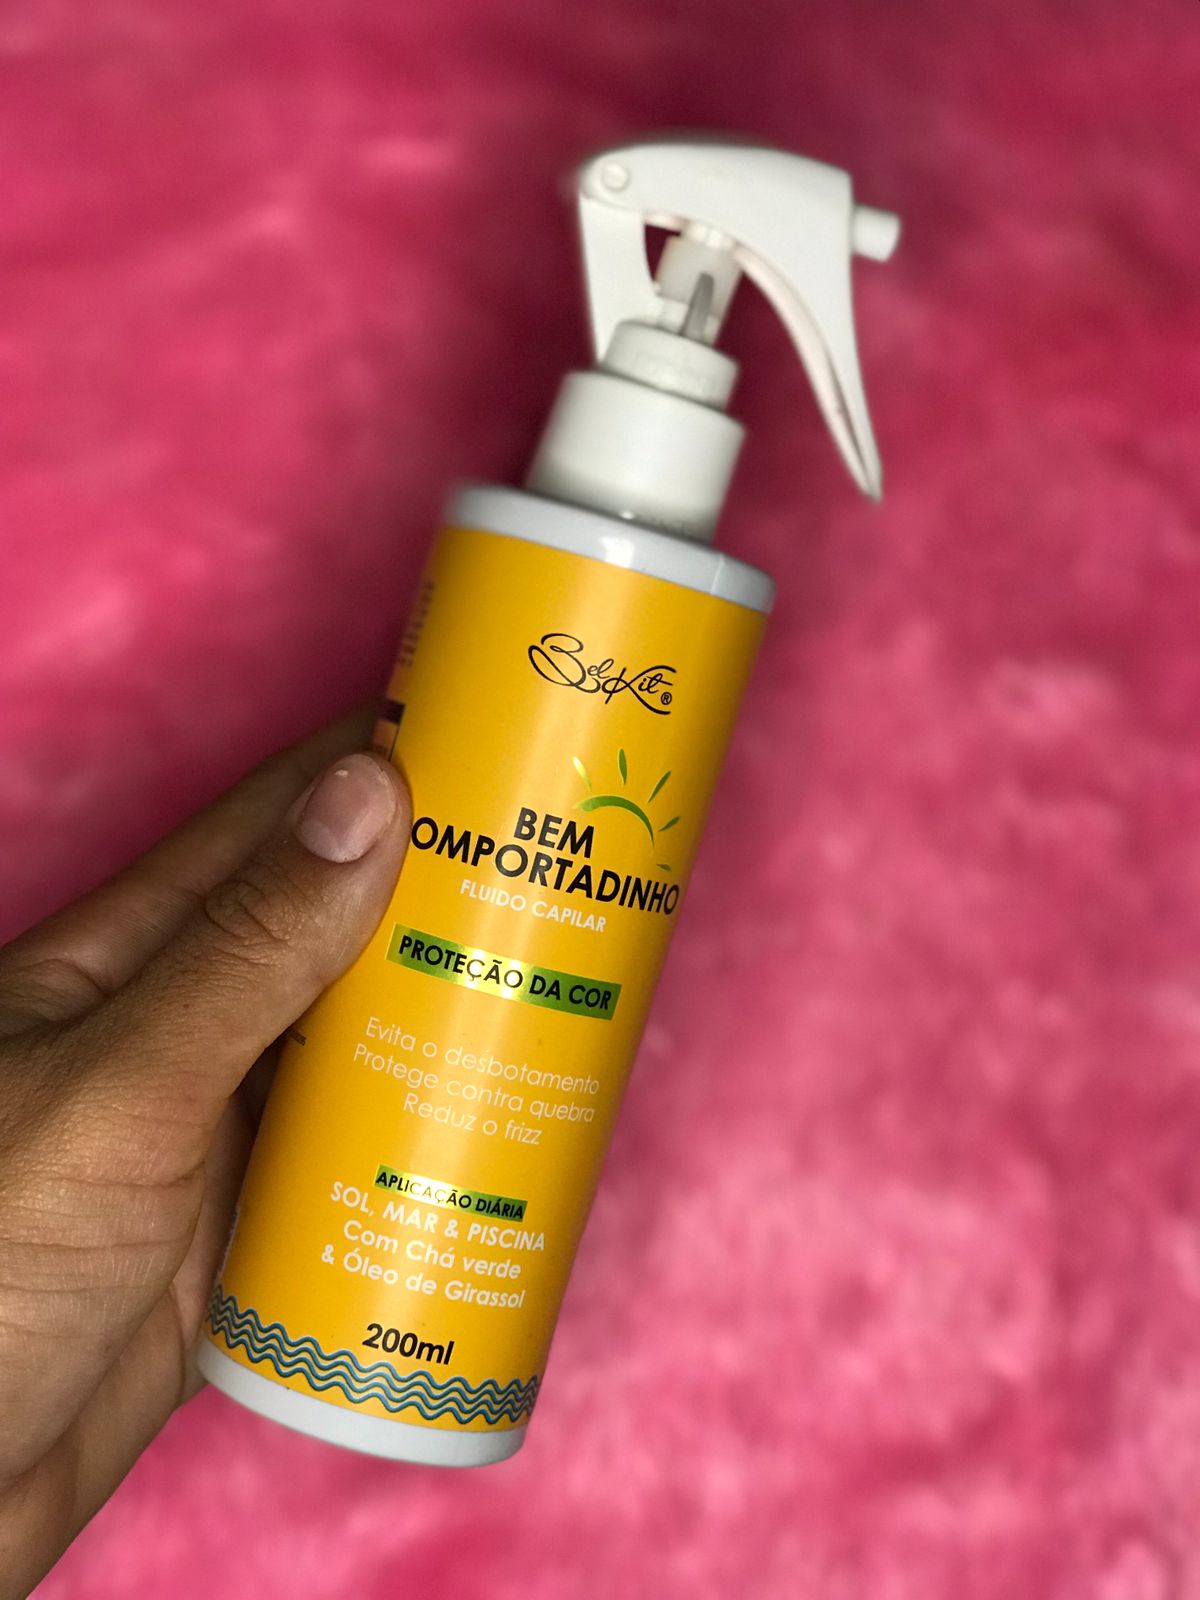 Bel Kit®
BEM
OMPORTADINHO
FLUIDO CAPILAR
PROTEÇÃO DA COR
Evita o desbotamento
Protege contra quebra
Reduz o frizz
APLICAÇÃO DIÁRIA
SOL, MAR & PISCINA
Com Chá verde
& Óleo de Girassol
200ml